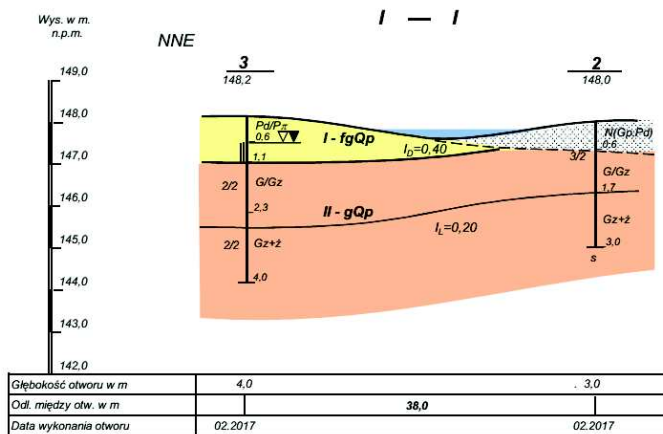 Wys. w m.
n.p.m.
I — I
NNE
3
148,2
2
148,0
149,0
148,0
147,0
146,0
145,0
144,0
143,0
142,0
Pd/Pπ
0.6
I - fgQp
I_D=0,40
1,1
N(Gp,Pd)
0,6
3/2
2/2
G/Gz
2,3
II - gQp
I_L=0,20
G/Gz
1,7
2/2
Gz+ż
4,0
Gz+ż
3,0
s
Głębokość otworu w m 4,0 . 3,0
Odl. między otw. w m 38,0
Data wykonania otworu 02.2017 02.2017